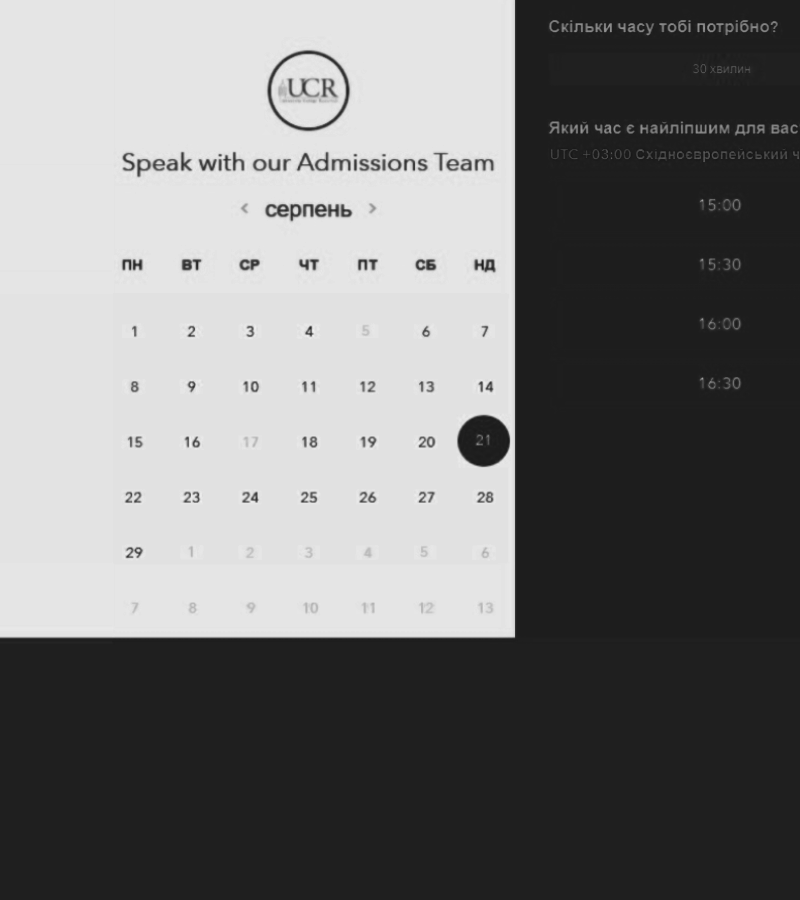 UCR
Speak with our Admissions Team
< серпень >
ПН ВТ СР ЧТ ПТ СБ НД
1 2 3 4 5 6 7
8 9 10 11 12 13 14
15 16 17 18 19 20 21
22 23 24 25 26 27 28
29 1 2 3 4 5 6
7 8 9 10 11 12 13
Скільки часу тобі потрібно?
30 хвилин
Який час є найліпшим для вас
UTC +03:00 Східноєвропейський ч
15:00
15:30
16:00
16:30